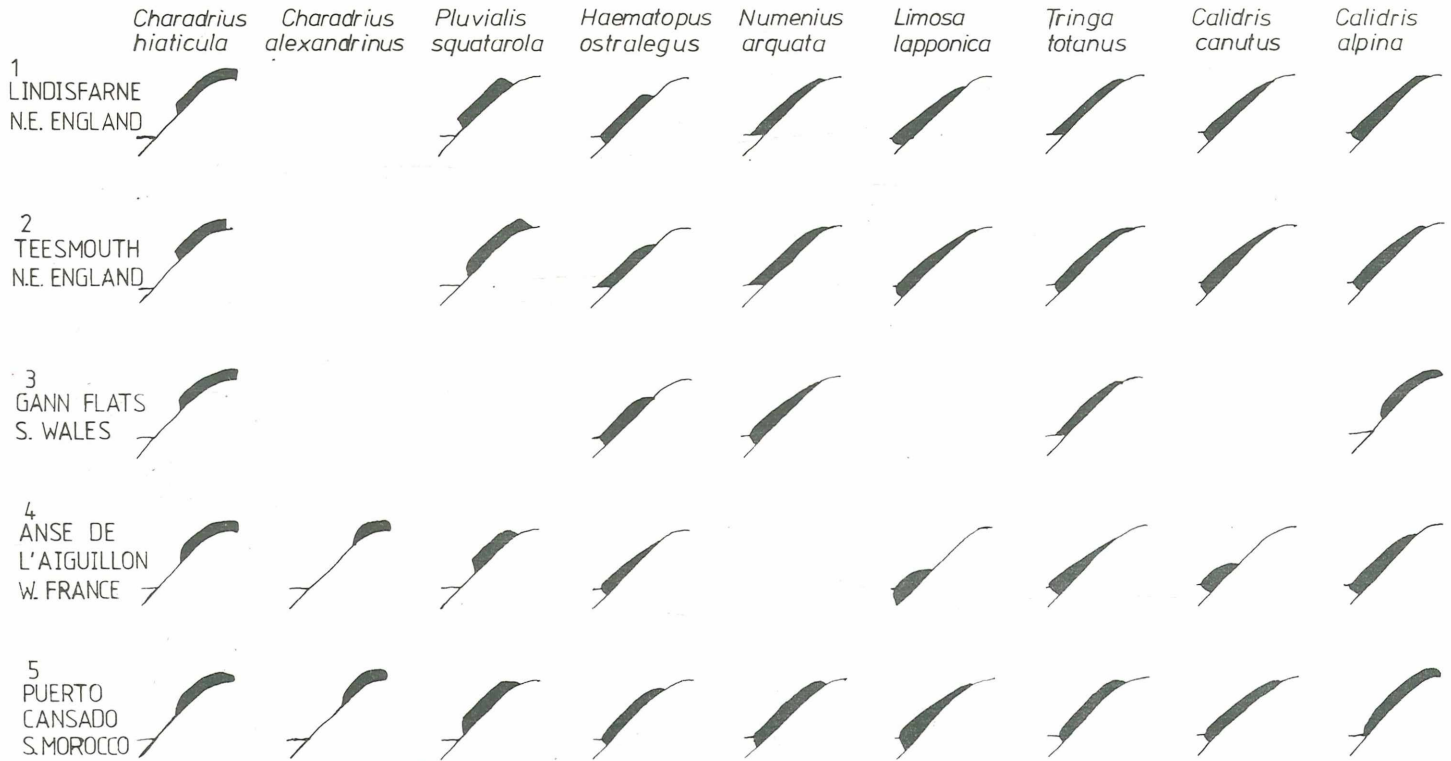 Charadrius hiaticula
Charadrius alexandrinus
Pluvialis squatarola
Haematopus ostralegus
Numenius arquata
Limosa lapponica
Tringa totanus
Calidris canutus
Calidris alpina
1
LINDISFARNE
N.E. ENGLAND
2
TEESMOUTH
N.E. ENGLAND
3
GANN FLATS
S. WALES
4
ANSE DE
L'AIGUILLON
W. FRANCE
5
PUERTO
CANSADO
S.MOROCCO